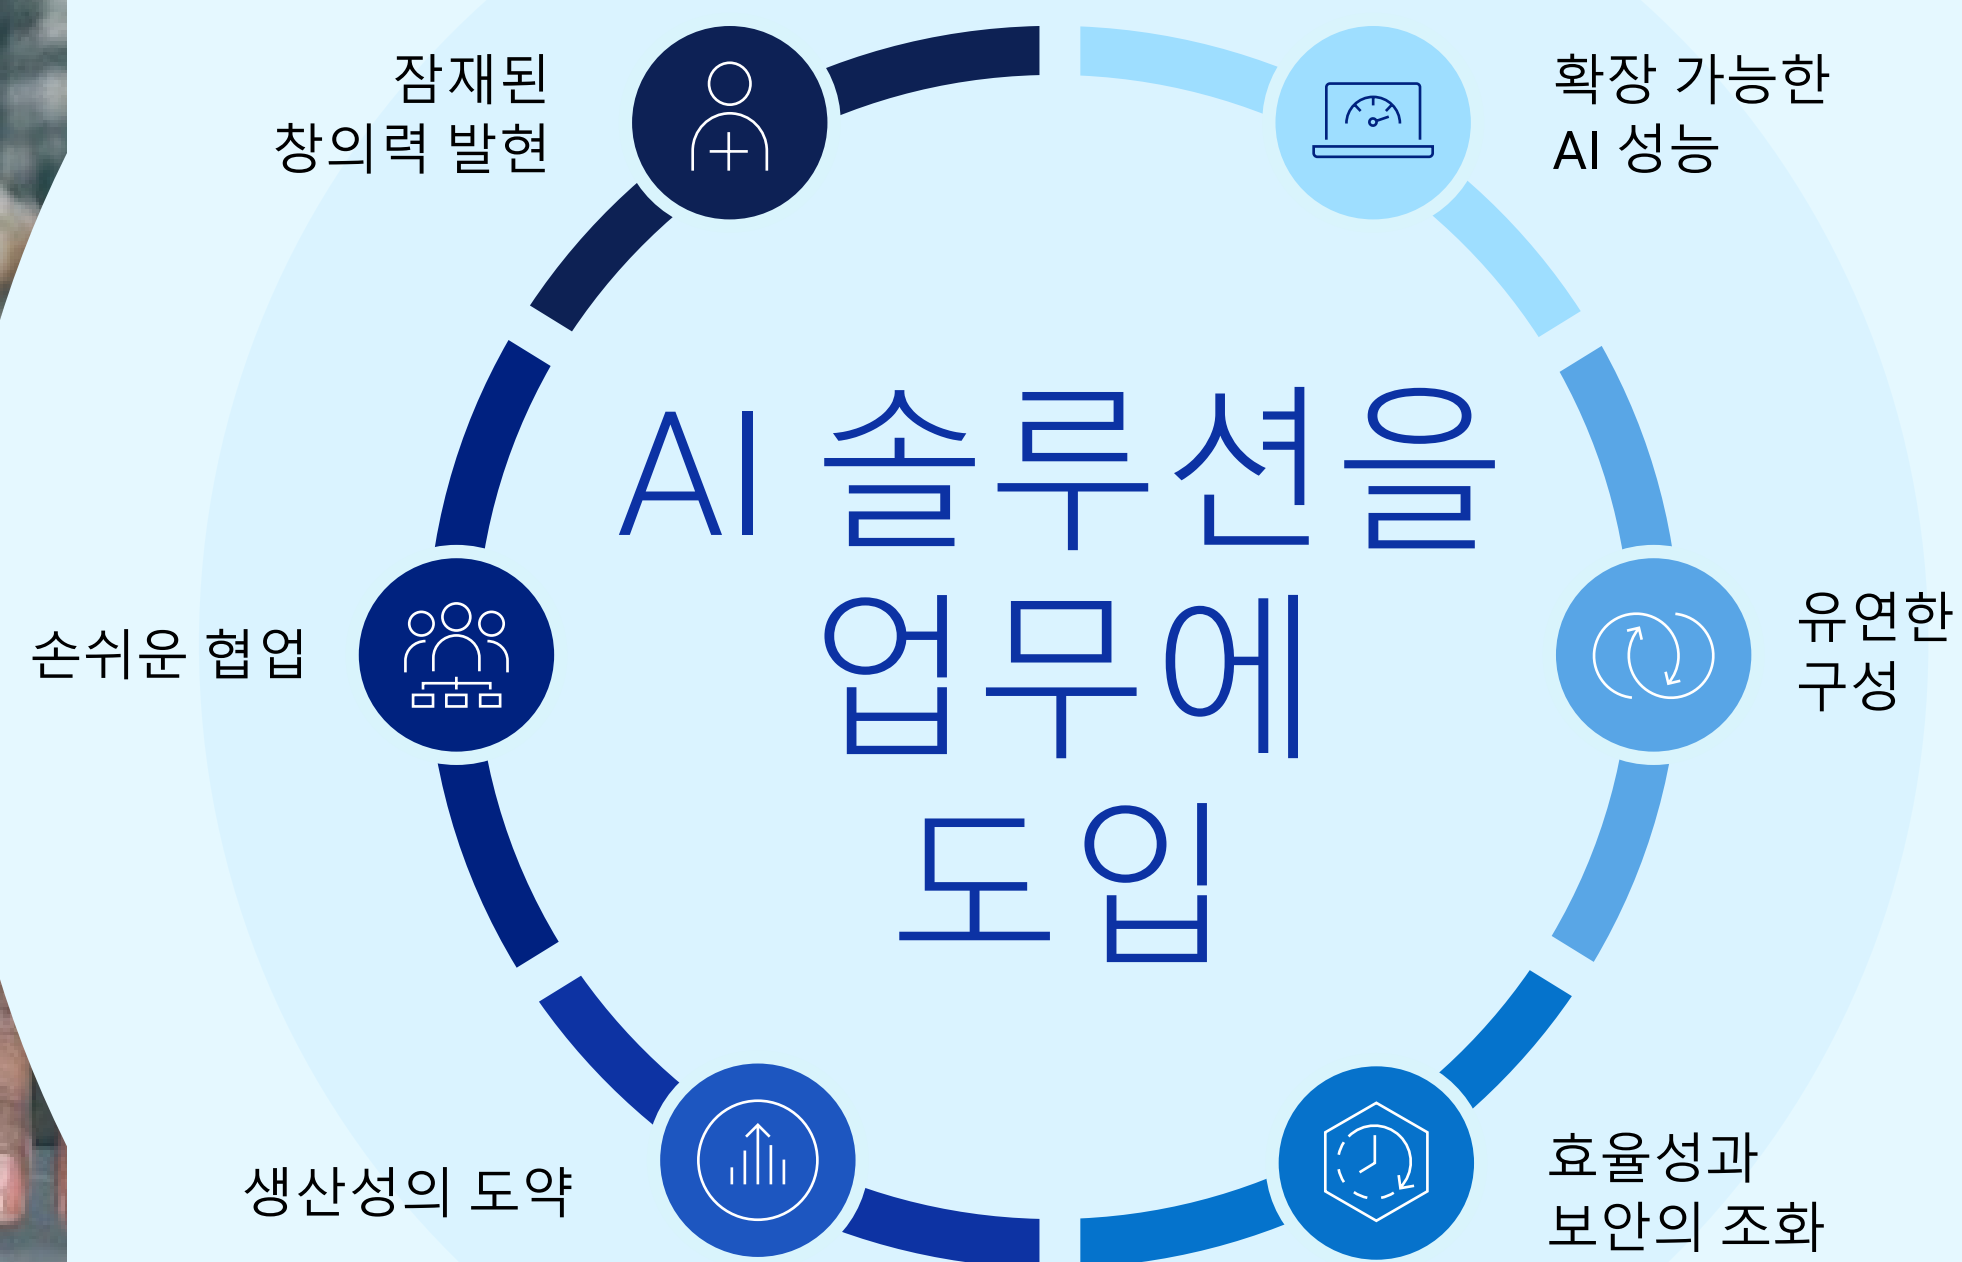 잠재된
창의력 발현
확장 가능한
AI 성능
AI 솔루션을
업무에
도입
손쉬운 협업
유연한
구성
생산성의 도약
효율성과
보안의 조화